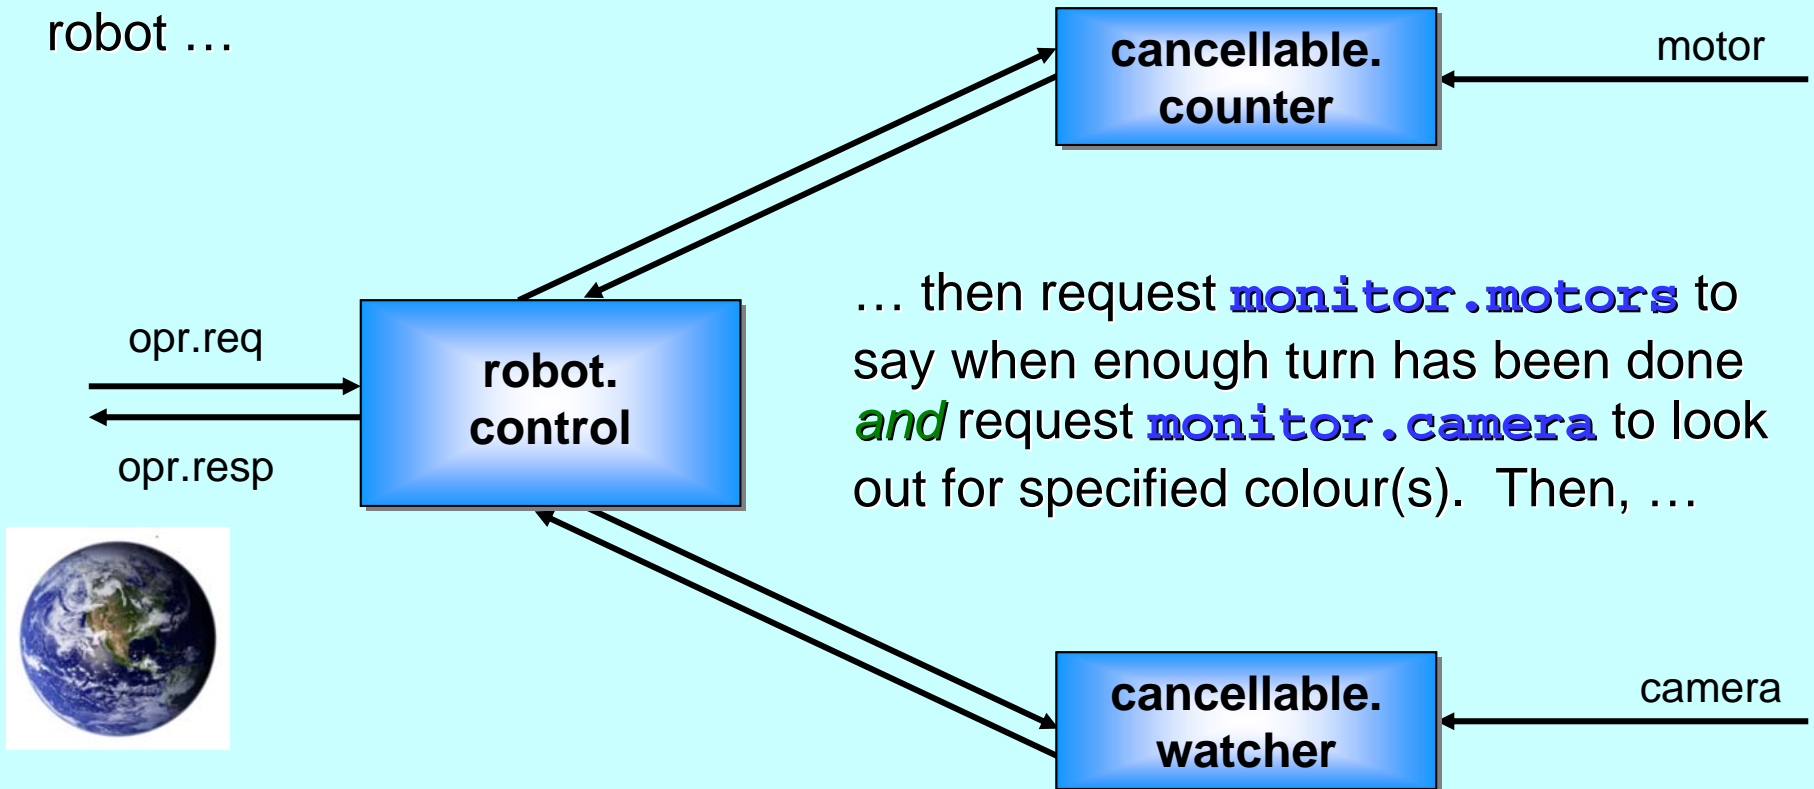 robot …
cancellable.
counter
motor
opr.req
robot.
control
opr.resp
… then request monitor.motors to
say when enough turn has been done
and request monitor.camera to look
out for specified colour(s). Then, …
cancellable.
watcher
camera